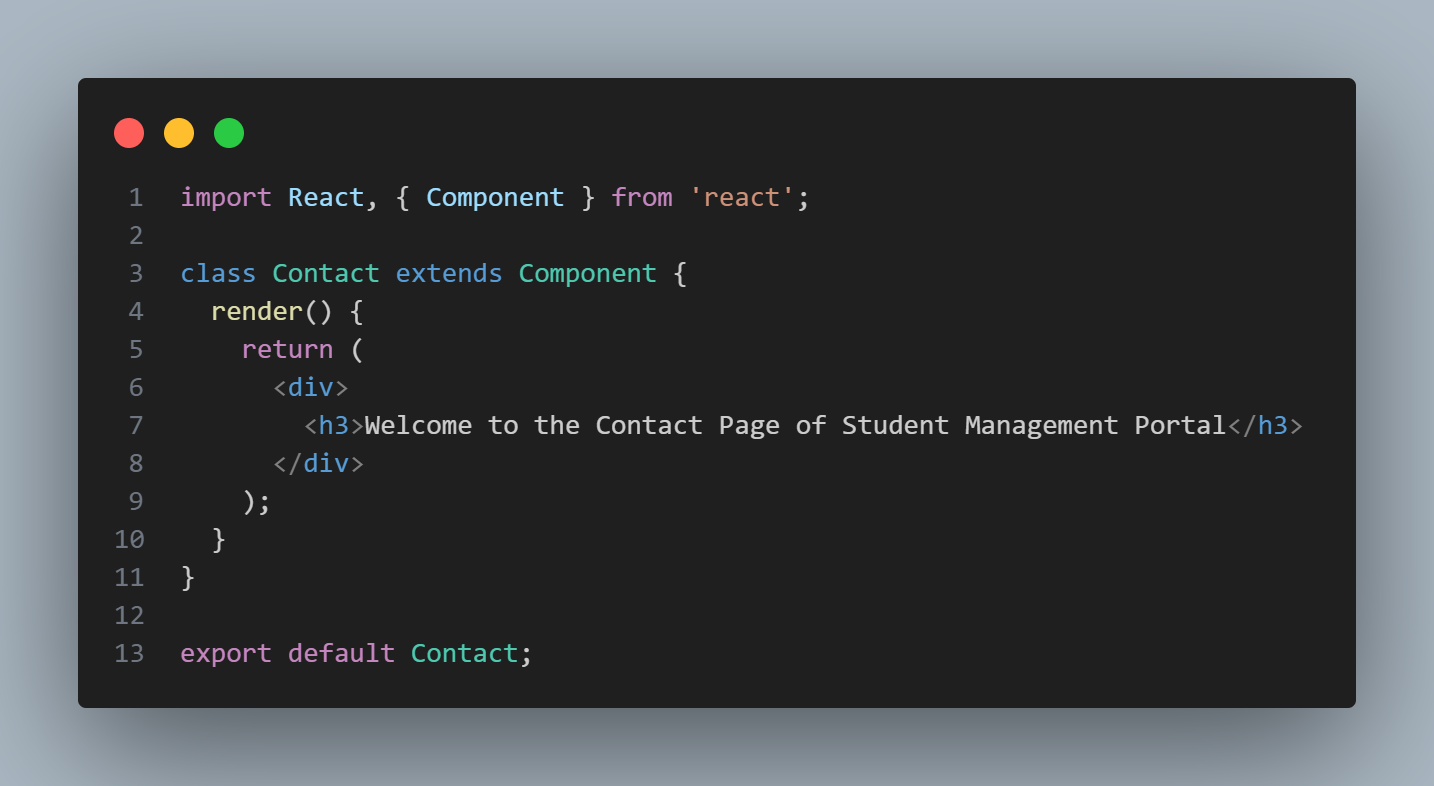 1 import React, { Component } from 'react';
2
3 class Contact extends Component {
4   render() {
5     return (
6       <div>
7         <h3>Welcome to the Contact Page of Student Management Portal</h3>
8       </div>
9     );
10   }
11 }
12
13 export default Contact;